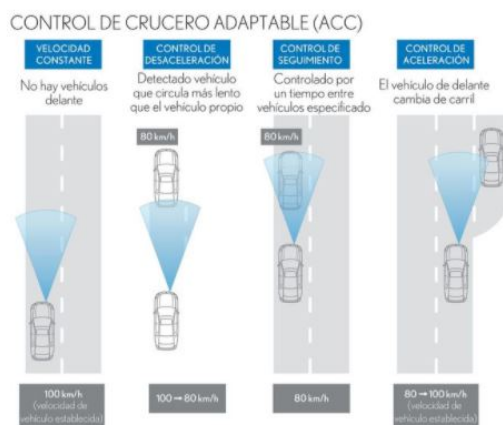 CONTROL DE CRUCERO ADAPTABLE (ACC)
VELOCIDAD
CONSTANTE
No hay vehículos
delante
CONTROL DE
DESACELERACIÓN
Detectado vehículo
que circula más lento
que el vehículo propio
80 km/h
CONTROL DE
SEGUIMIENTO
Controlado por
un tiempo entre
vehículos especificado
80 km/h
CONTROL DE
ACELERACIÓN
El vehículo de delante
cambia de carril
100 km/h
(velocidad de
vehículo establecida)
100 → 80 km/h
80 km/h
80 → 100 km/h
(velocidad de
vehículo establecida)